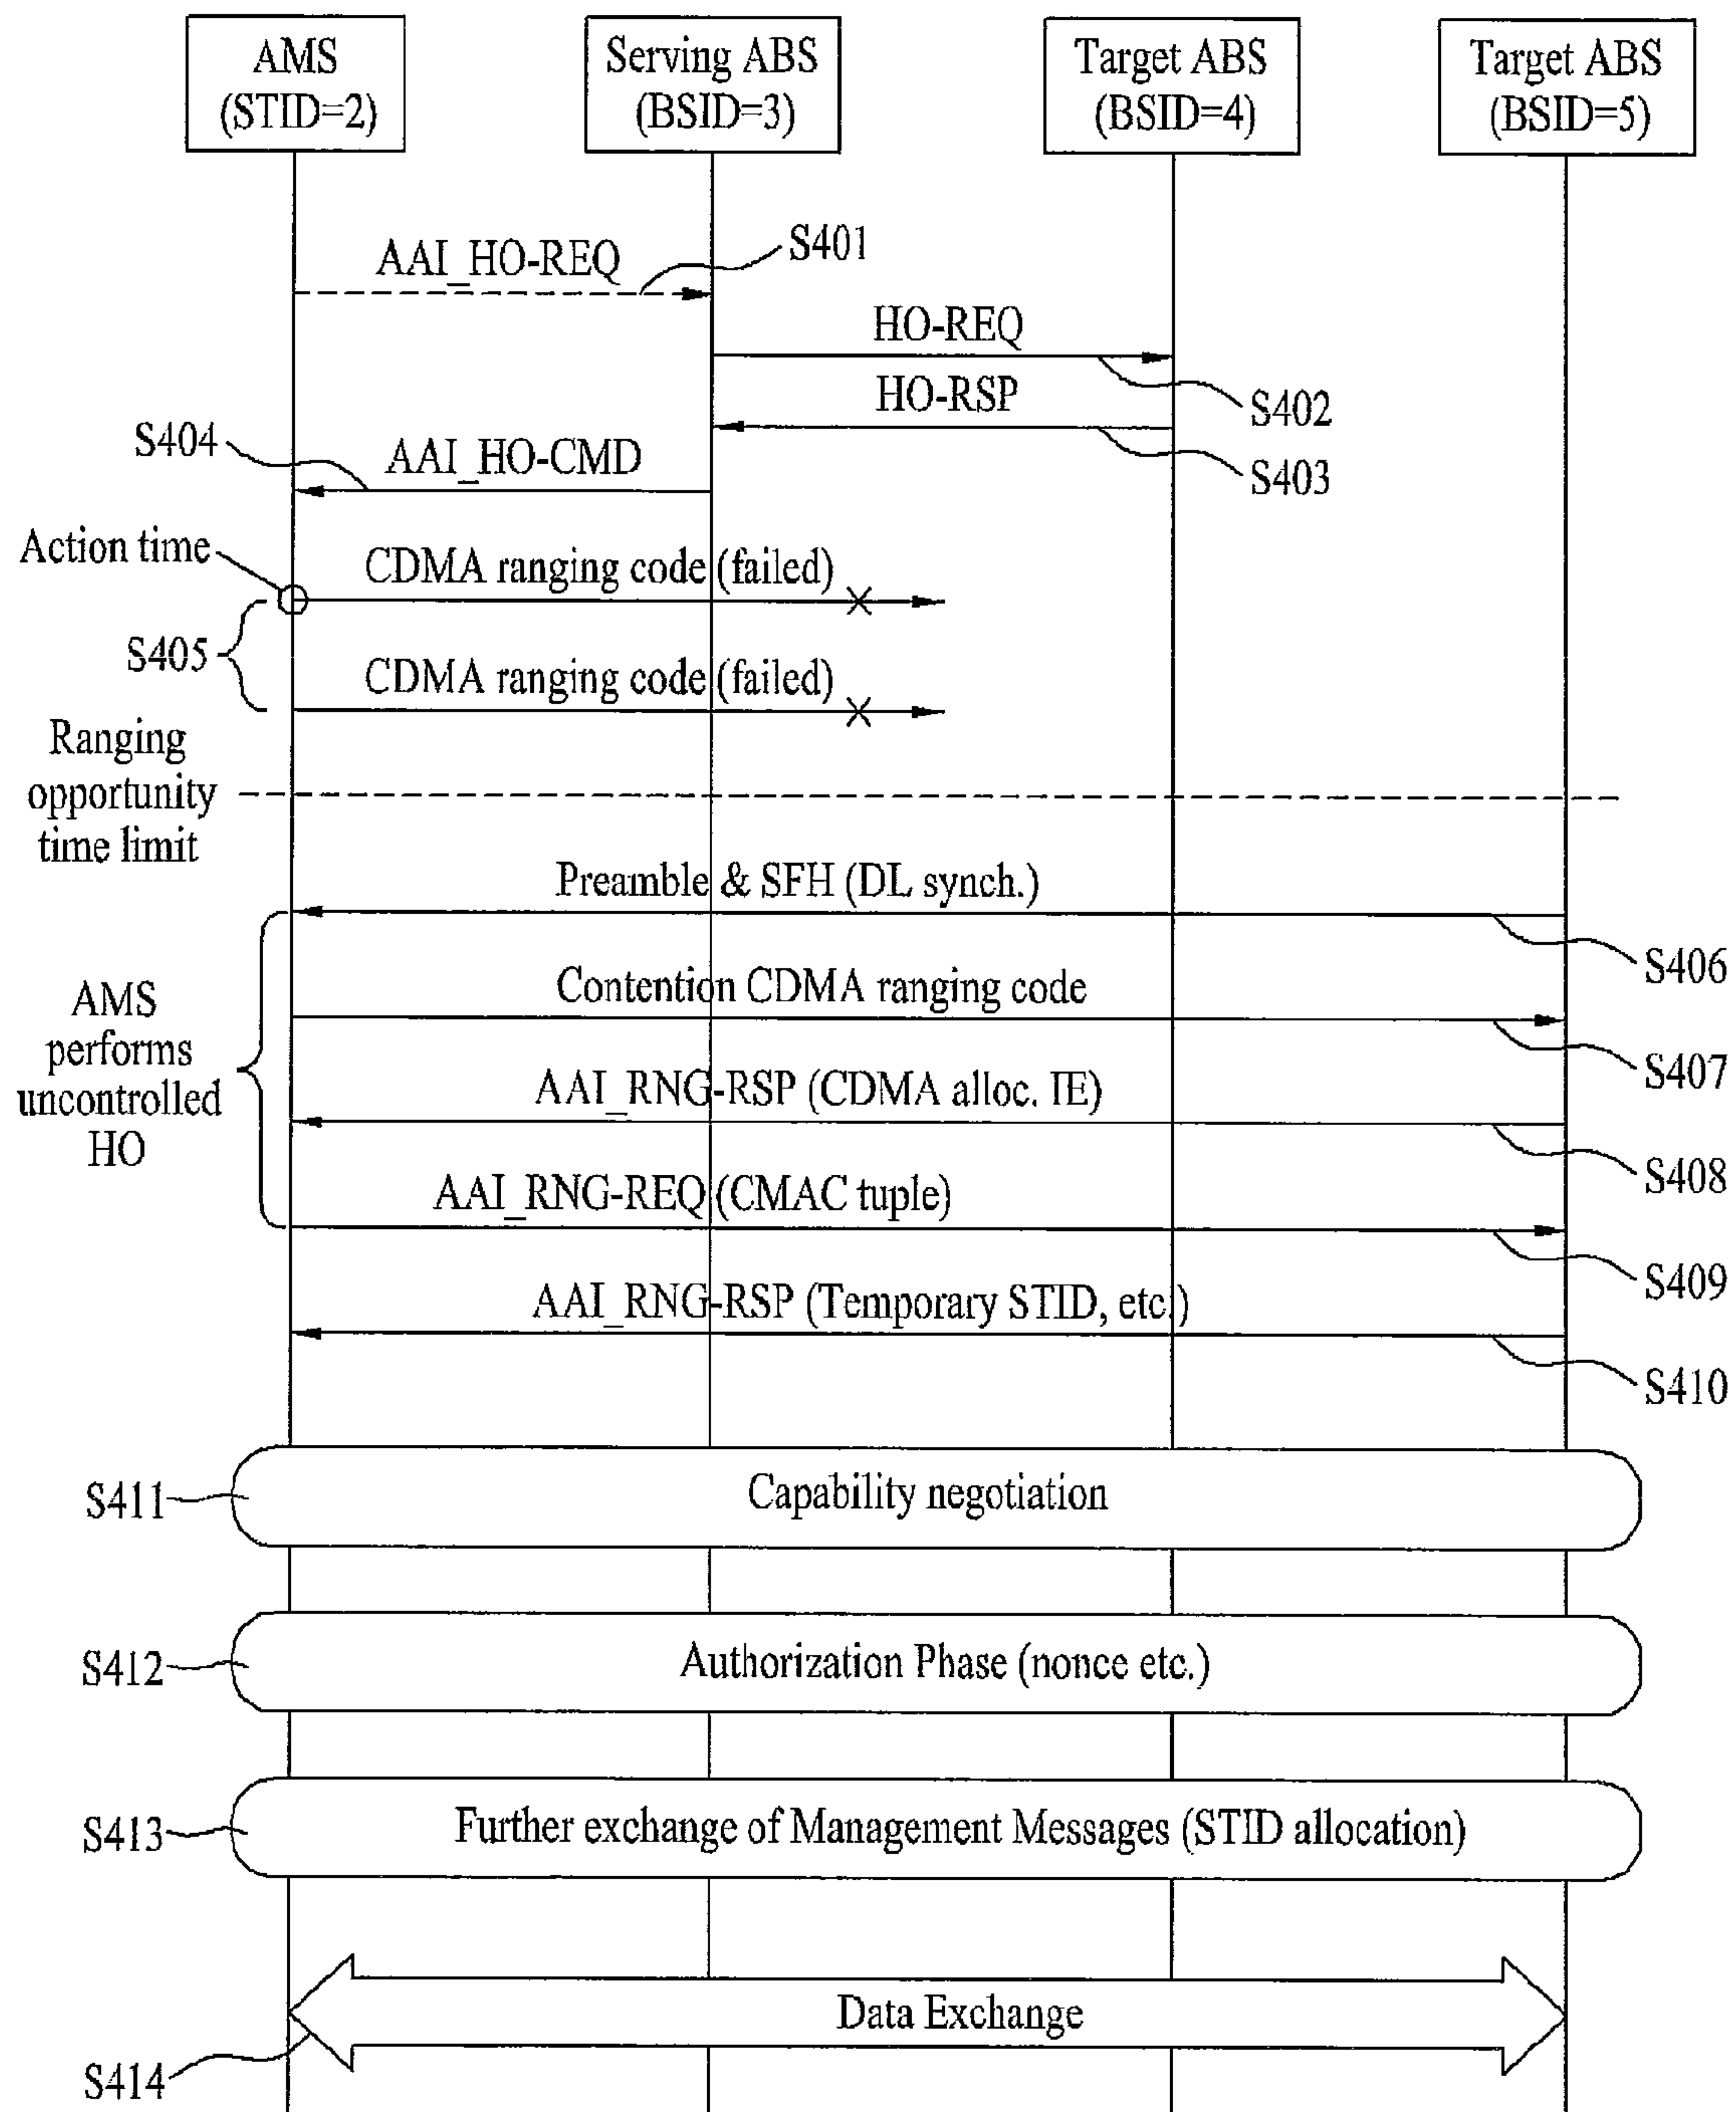 AMS
(STID=2)
Serving ABS
(BSID=3)
Target ABS
(BSID=4)
Target ABS
(BSID=5)
AAI_HO-REQ
S401
HO-REQ
S402
HO-RSP
S403
S404
AAI_HO-CMD
Action time
CDMA ranging code (failed)
S405
CDMA ranging code (failed)
Ranging
opportunity
time limit
Preamble & SFH (DL synch.)
S406
AMS
performs
uncontrolled
HO
Contention CDMA ranging code
S407
AAI_RNG-RSP (CDMA alloc. IE)
S408
AAI_RNG-REQ (CMAC tuple)
S409
AAI_RNG-RSP (Temporary STID, etc.)
S410
S411
Capability negotiation
S412
Authorization Phase (nonce etc.)
S413
Further exchange of Management Messages (STID allocation)
Data Exchange
S414